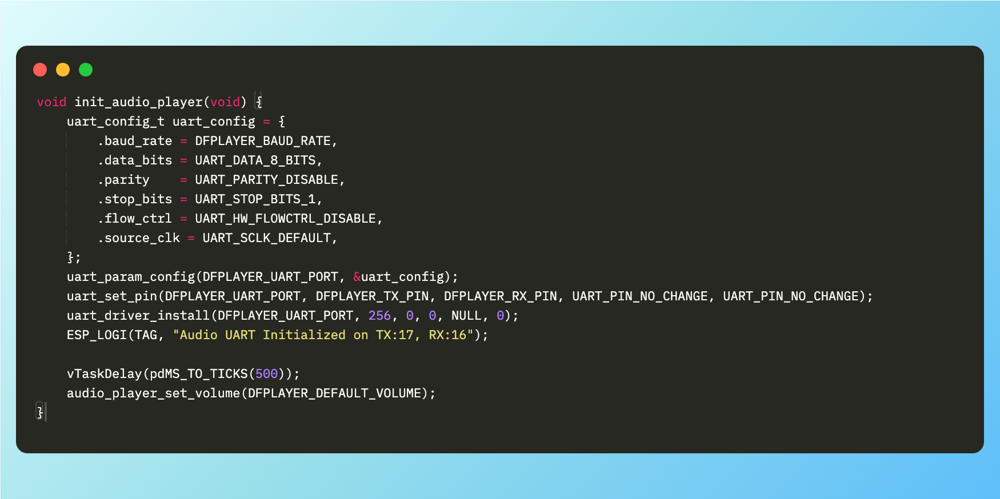 void init_audio_player(void) {
    uart_config_t uart_config = {
        .baud_rate = DFPLAYER_BAUD_RATE,
        .data_bits = UART_DATA_8_BITS,
        .parity    = UART_PARITY_DISABLE,
        .stop_bits = UART_STOP_BITS_1,
        .flow_ctrl = UART_HW_FLOWCTRL_DISABLE,
        .source_clk = UART_SCLK_DEFAULT,
    };
    uart_param_config(DFPLAYER_UART_PORT, &uart_config);
    uart_set_pin(DFPLAYER_UART_PORT, DFPLAYER_TX_PIN, DFPLAYER_RX_PIN, UART_PIN_NO_CHANGE, UART_PIN_NO_CHANGE);
    uart_driver_install(DFPLAYER_UART_PORT, 256, 0, 0, NULL, 0);
    ESP_LOGI(TAG, "Audio UART Initialized on TX:17, RX:16");

    vTaskDelay(pdMS_TO_TICKS(500));
    audio_player_set_volume(DFPLAYER_DEFAULT_VOLUME);
}